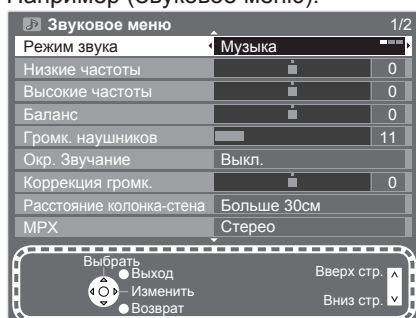 Например (Звуковое меню):
Звуковое меню 1/2
Режим звука Музыка
Низкие частоты 0
Высокие частоты 0
Баланс 0
Громк. наушников 11
Окр. Звучание Выкл.
Коррекция громк. 0
Расстояние колонка-стена Больше 30см
MPX Стерео
Выбрать
Выход Вверх стр.
Изменить
Возврат Вниз стр.